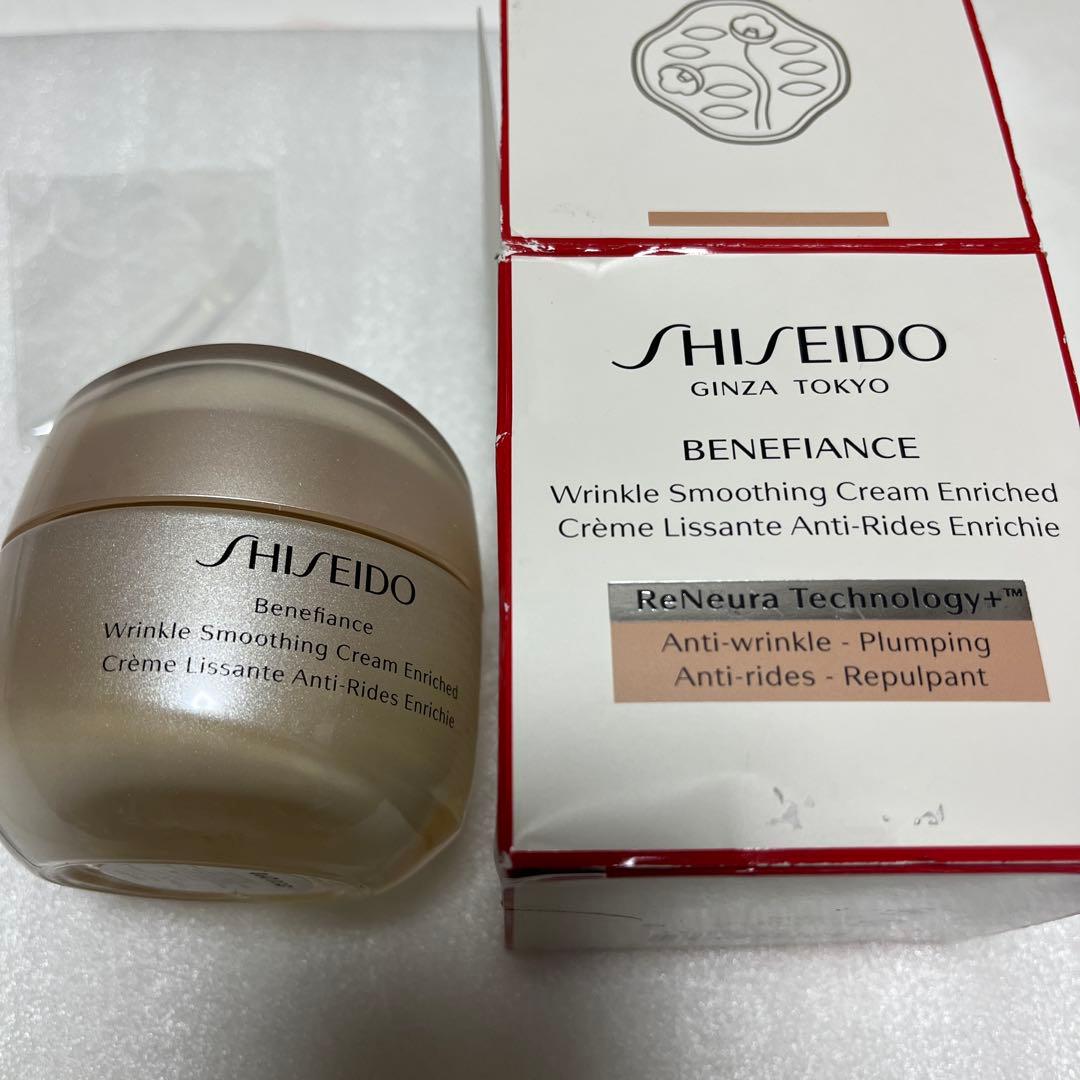 SHISEIDO
GINZA TOKYO
BENEFIANCE
Wrinkle Smoothing Cream Enriched
Crème Lissante Anti-Rides Enrichie
ReNeura Technology+™
Anti-wrinkle - Plumping
Anti-rides - Repulpant
SHISEIDO
Benefiance
Wrinkle Smoothing Cream Enriched
Crème Lissante Anti-Rides Enrichie